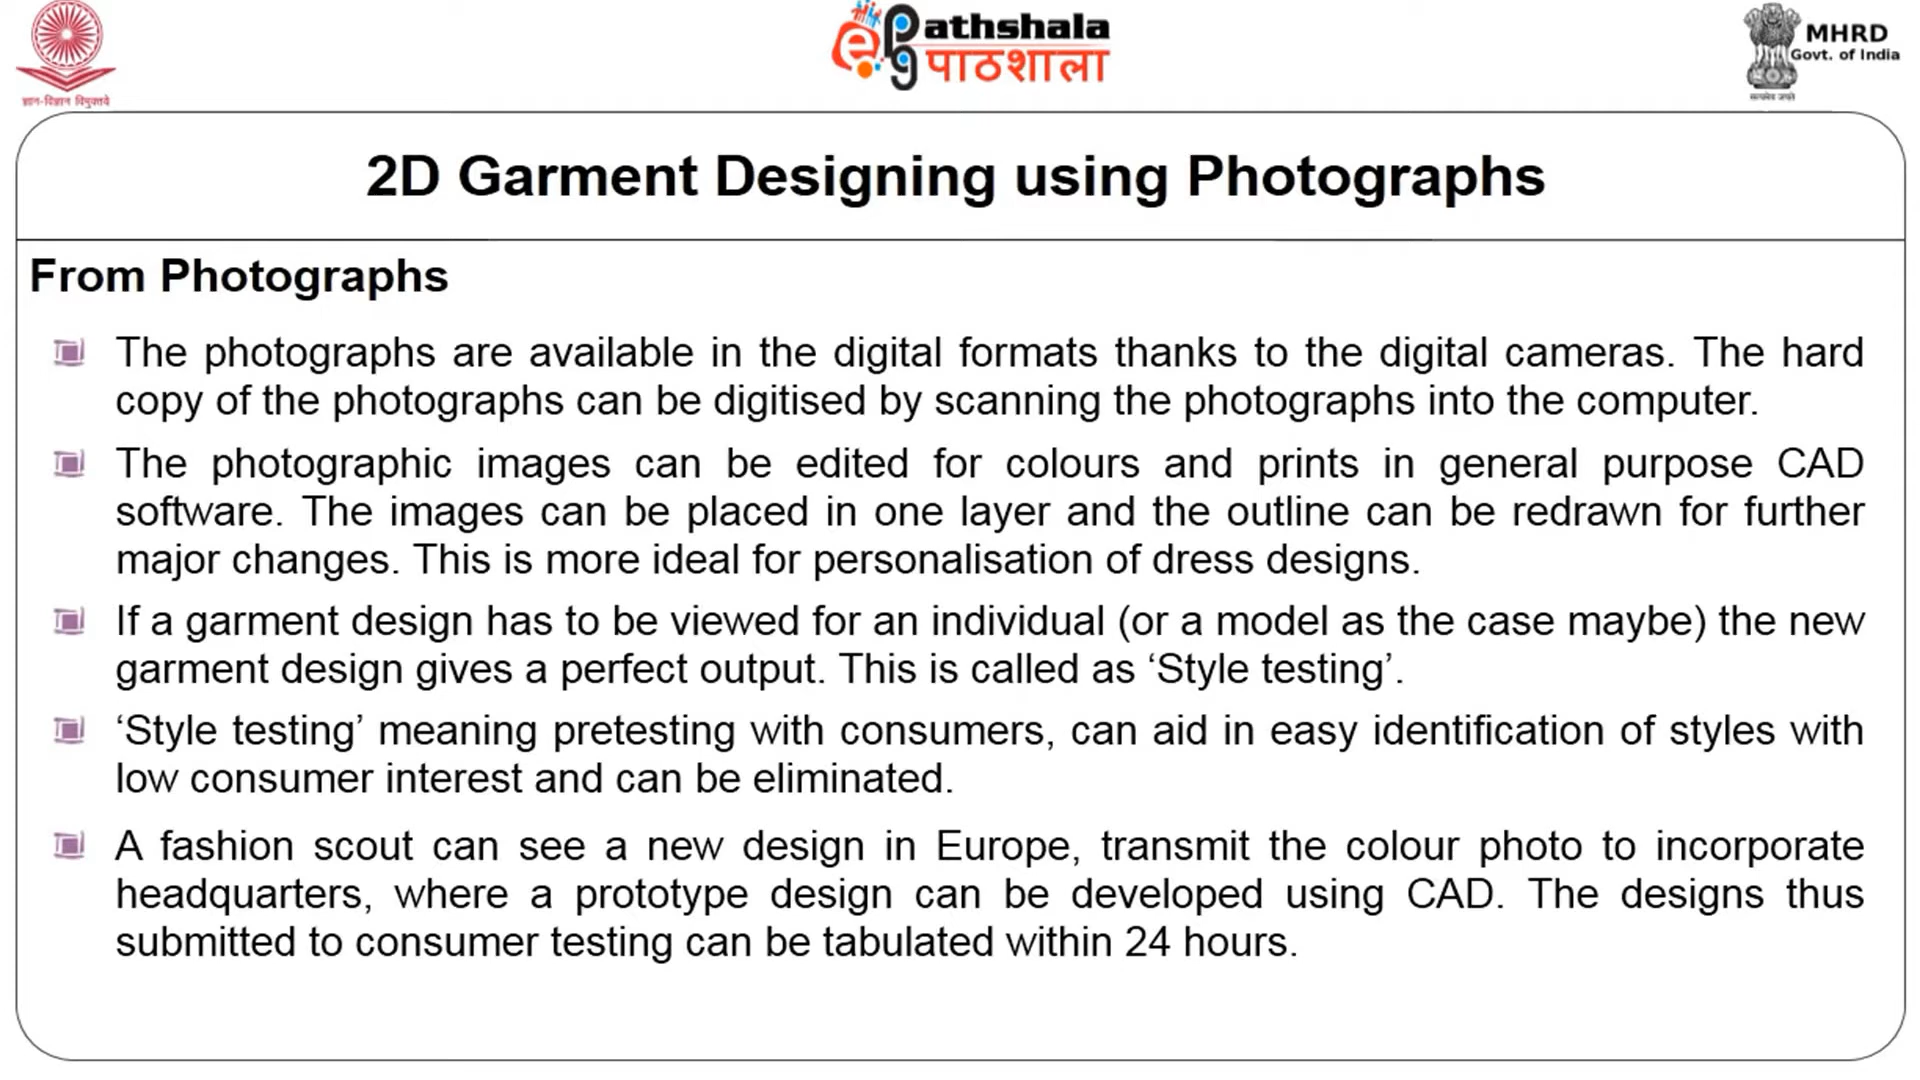 ज्ञान-विज्ञान विमुक्तये
ePathshala
पाठशाला
MHRD
Govt. of India
सत्यमेव जयते
2D Garment Designing using Photographs
From Photographs
The photographs are available in the digital formats thanks to the digital cameras. The hard
copy of the photographs can be digitised by scanning the photographs into the computer.
The photographic images can be edited for colours and prints in general purpose CAD
software. The images can be placed in one layer and the outline can be redrawn for further
major changes. This is more ideal for personalisation of dress designs.
If a garment design has to be viewed for an individual (or a model as the case maybe) the new
garment design gives a perfect output. This is called as ‘Style testing’.
‘Style testing’ meaning pretesting with consumers, can aid in easy identification of styles with
low consumer interest and can be eliminated.
A fashion scout can see a new design in Europe, transmit the colour photo to incorporate
headquarters, where a prototype design can be developed using CAD. The designs thus
submitted to consumer testing can be tabulated within 24 hours.